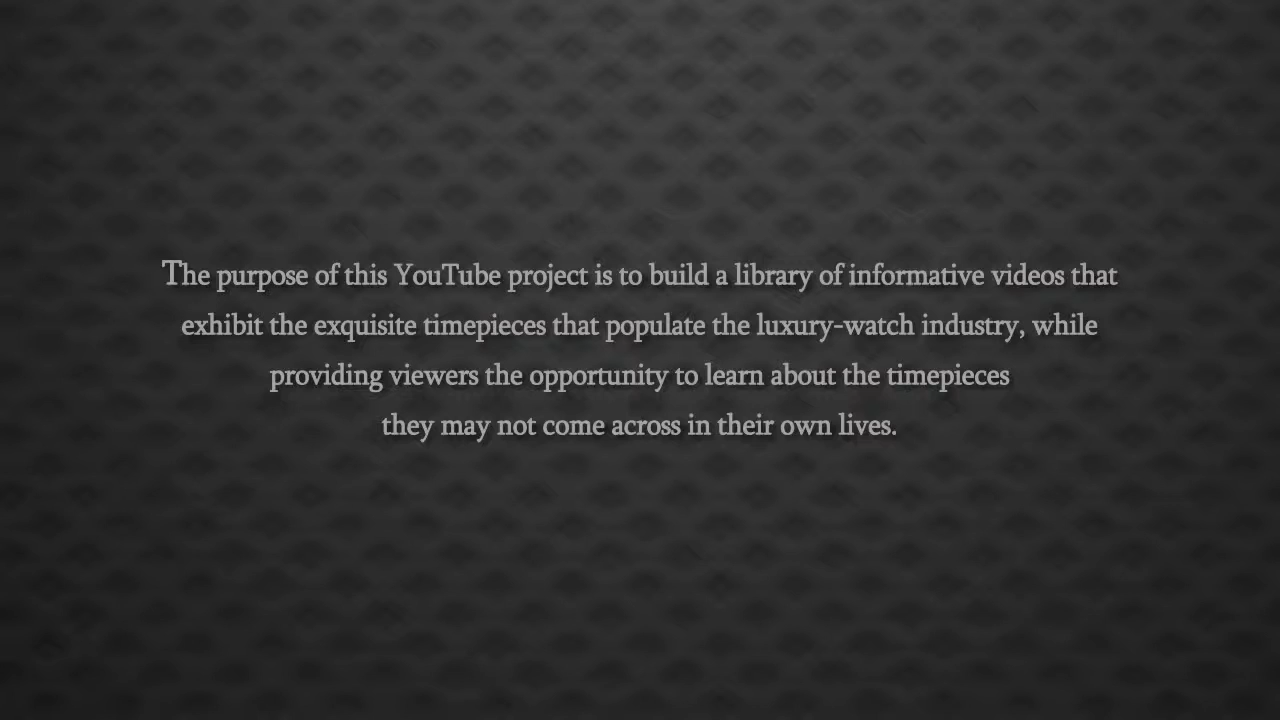 The purpose of this YouTube project is to build a library of informative videos that
exhibit the exquisite timepieces that populate the luxury-watch industry, while
providing viewers the opportunity to learn about the timepieces
they may not come across in their own lives.